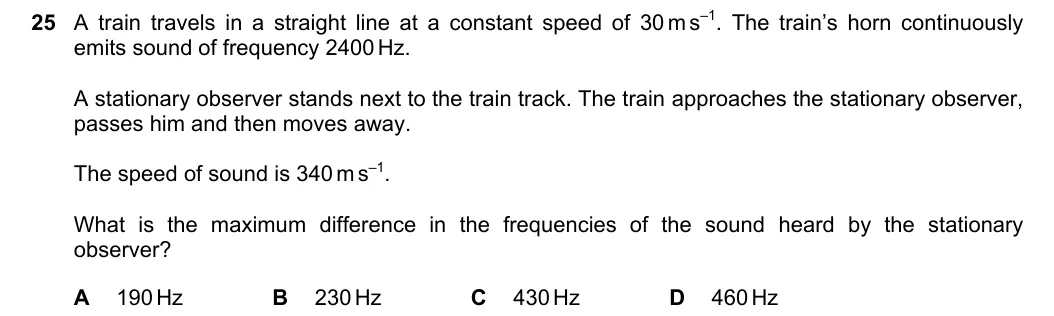 25 A train travels in a straight line at a constant speed of 30 m s⁻¹. The train's horn continuously
emits sound of frequency 2400 Hz.
A stationary observer stands next to the train track. The train approaches the stationary observer,
passes him and then moves away.
The speed of sound is 340 m s⁻¹.
What is the maximum difference in the frequencies of the sound heard by the stationary
observer?
A 190 Hz B 230 Hz C 430 Hz D 460 Hz